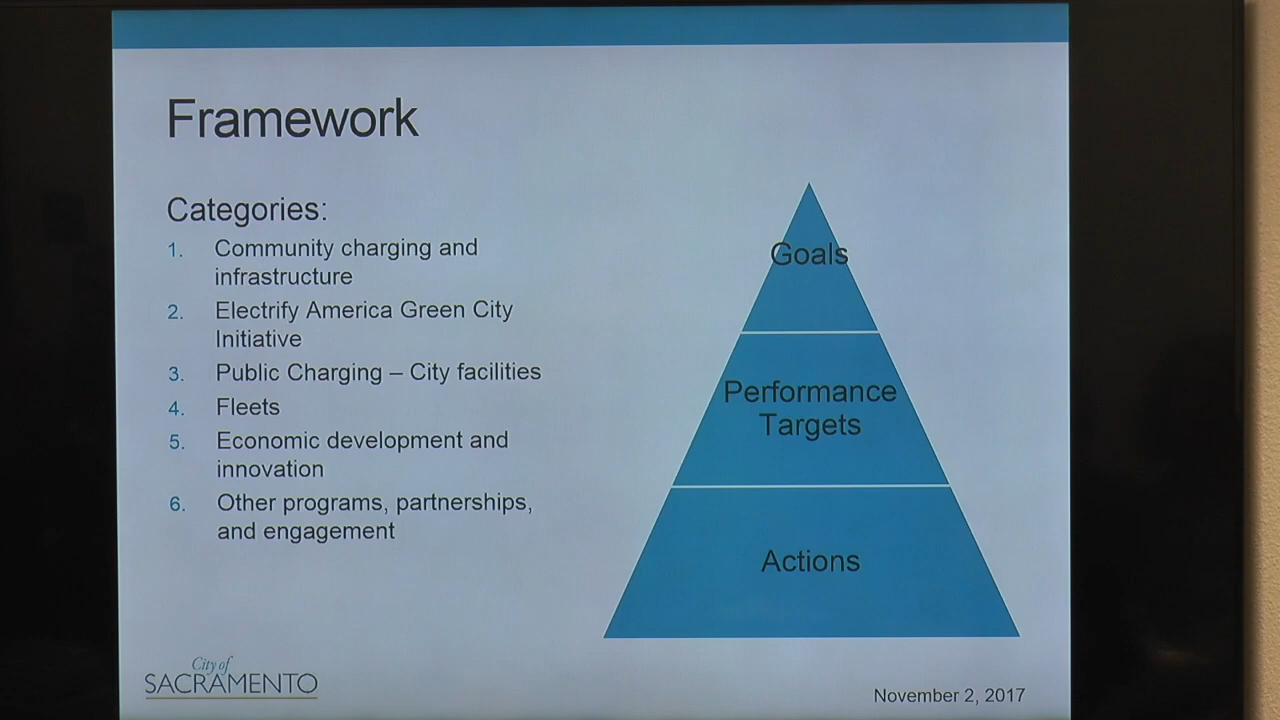 Framework
Categories:
1. Community charging and
infrastructure
2. Electrify America Green City
Initiative
3. Public Charging – City facilities
4. Fleets
5. Economic development and
innovation
6. Other programs, partnerships,
and engagement
Goals
Performance
Targets
Actions
City of
SACRAMENTO
November 2, 2017